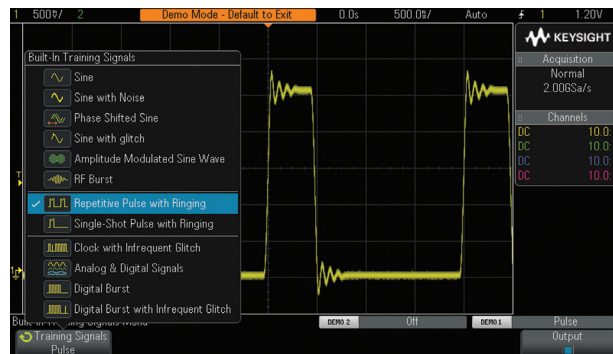 1 500▽/ 2 Demo Mode - Default to Exit 0.0s 500.0▽/ Auto 1 1.20V
KEYSIGHT
Acquisition
Normal
2.00GSa/s
Channels
DC 10.0:
DC 10.0:
DC 10.0:
DC 10.0:
Built-In Training Signals
Sine
Sine with Noise
Phase Shifted Sine
Sine with glitch
Amplitude Modulated Sine Wave
RF Burst
Repetitive Pulse with Ringing
Single-Shot Pulse with Ringing
Clock with Infrequent Glitch
Analog & Digital Signals
Digital Burst
Digital Burst with Infrequent Glitch
T
1
Training Signals Menu
DEMO 2 Off DEMO 1 Pulse
Training Signals
Pulse
Output